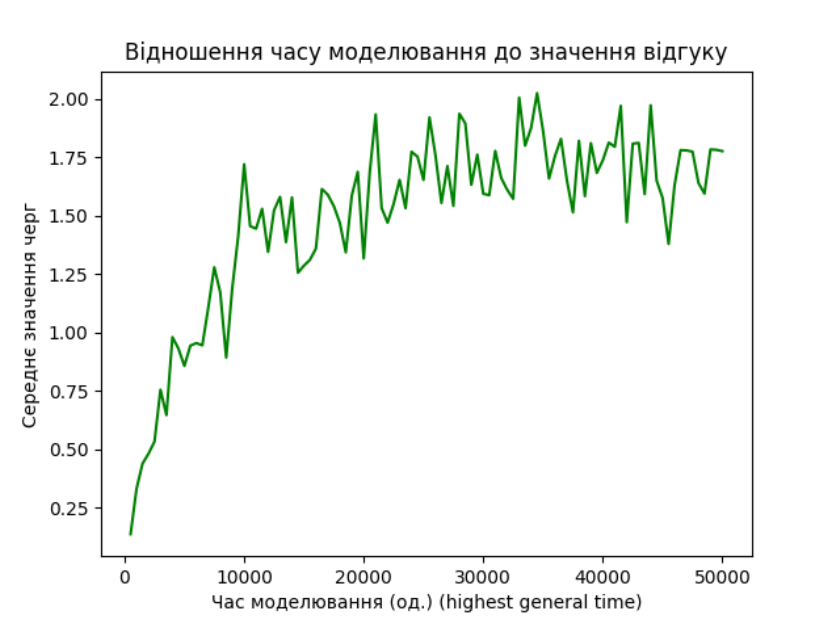 Відношення часу моделювання до значення відгуку
2.00
1.75
1.50
1.25
1.00
0.75
0.50
0.25
Середнє значення черг
0 10000 20000 30000 40000 50000
Час моделювання (од.) (highest general time)